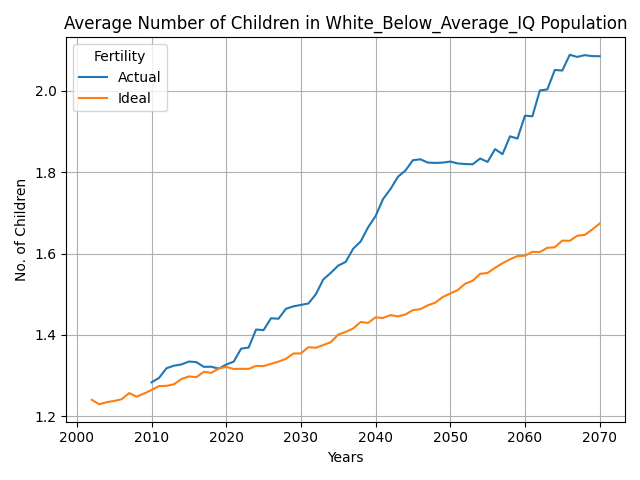 Average Number of Children in White_Below_Average_IQ Population
Fertility
Actual
Ideal
No. of Children
2.0
1.8
1.6
1.4
1.2
2000 2010 2020 2030 2040 2050 2060 2070
Years